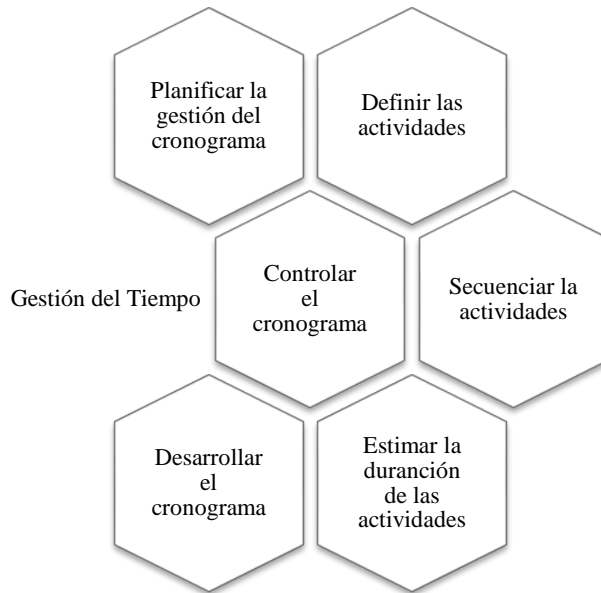 Planificar la
gestión del
cronograma
Definir las
actividades
Gestión del Tiempo
Controlar
el
cronograma
Secuenciar la
actividades
Desarrollar
el
cronograma
Estimar la
duranción
de las
actividades